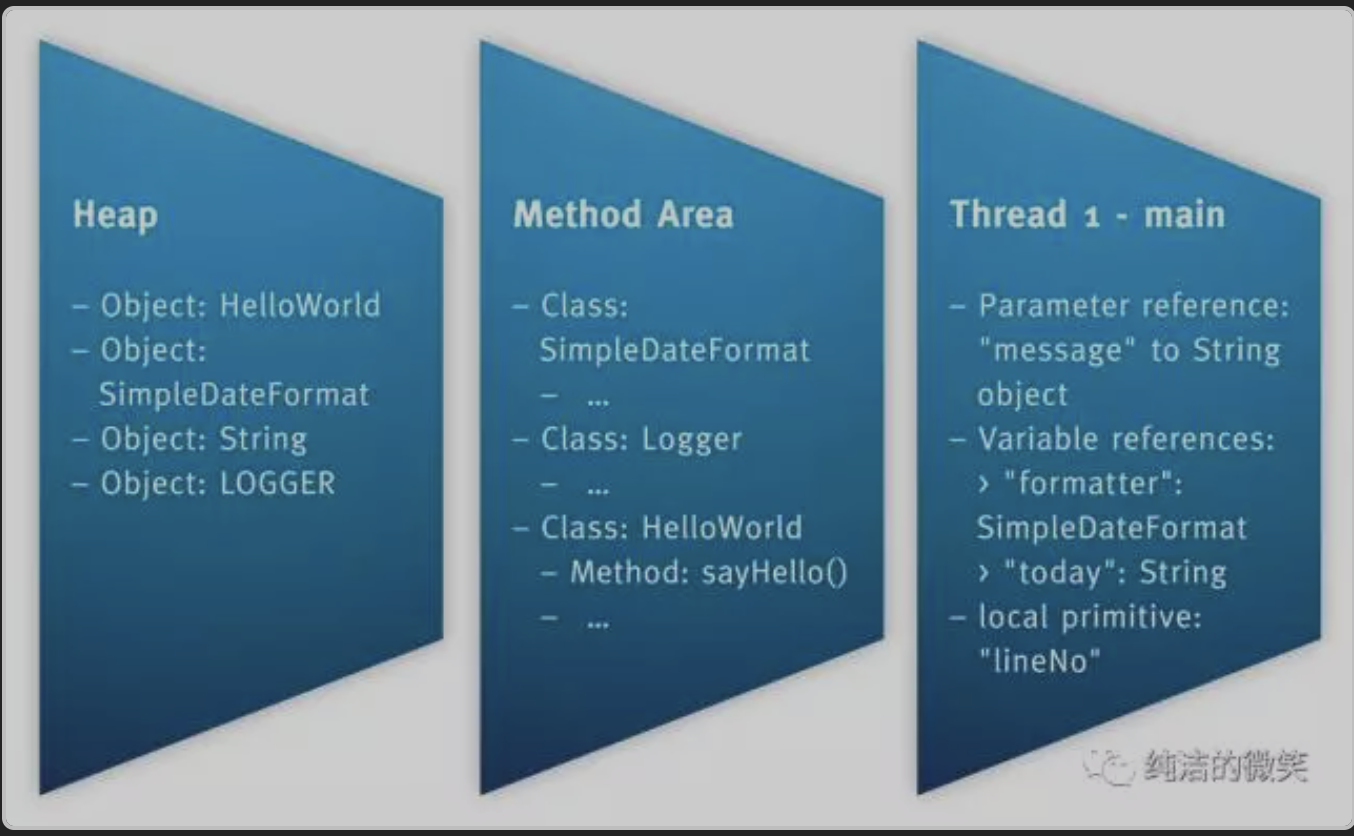 Heap
– Object: HelloWorld
– Object:
SimpleDateFormat
– Object: String
– Object: LOGGER
Method Area
– Class:
SimpleDateFormat
– ...
– Class: Logger
– ...
– Class: HelloWorld
– Method: sayHello()
– ...
Thread 1 - main
– Parameter reference:
"message" to String
object
– Variable references:
› "formatter":
SimpleDateFormat
› "today": String
– local primitive:
"lineNo"
纯洁的微笑